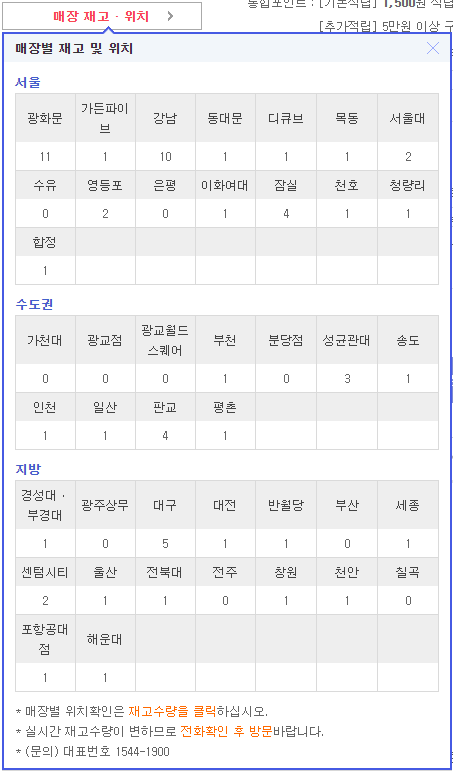 매장 재고 · 위치
통합포인트 : [기본적립] 1,500원 적립
[추가적립] 5만원 이상 구
매장별 재고 및 위치
서울
광화문 가든파이브 강남 동대문 디큐브 목동 서울대
11 1 10 1 1 1 2
수유 영등포 은평 이화여대 잠실 천호 청량리
0 2 0 1 4 1 1
합정
1
수도권
가천대 광교점 광교월드스퀘어 부천 분당점 성균관대 송도
0 0 0 1 0 3 1
인천 일산 판교 평촌
1 1 4 1
지방
경성대 · 부경대 광주상무 대구 대전 반월당 부산 세종
1 0 5 1 1 0 1
센텀시티 울산 전북대 전주 창원 천안 칠곡
2 1 1 0 1 1 0
포항공대점 해운대
1 1
* 매장별 위치확인은 재고수량을 클릭하십시오.
* 실시간 재고수량이 변하므로 전화확인 후 방문바랍니다.
* (문의) 대표번호 1544-1900